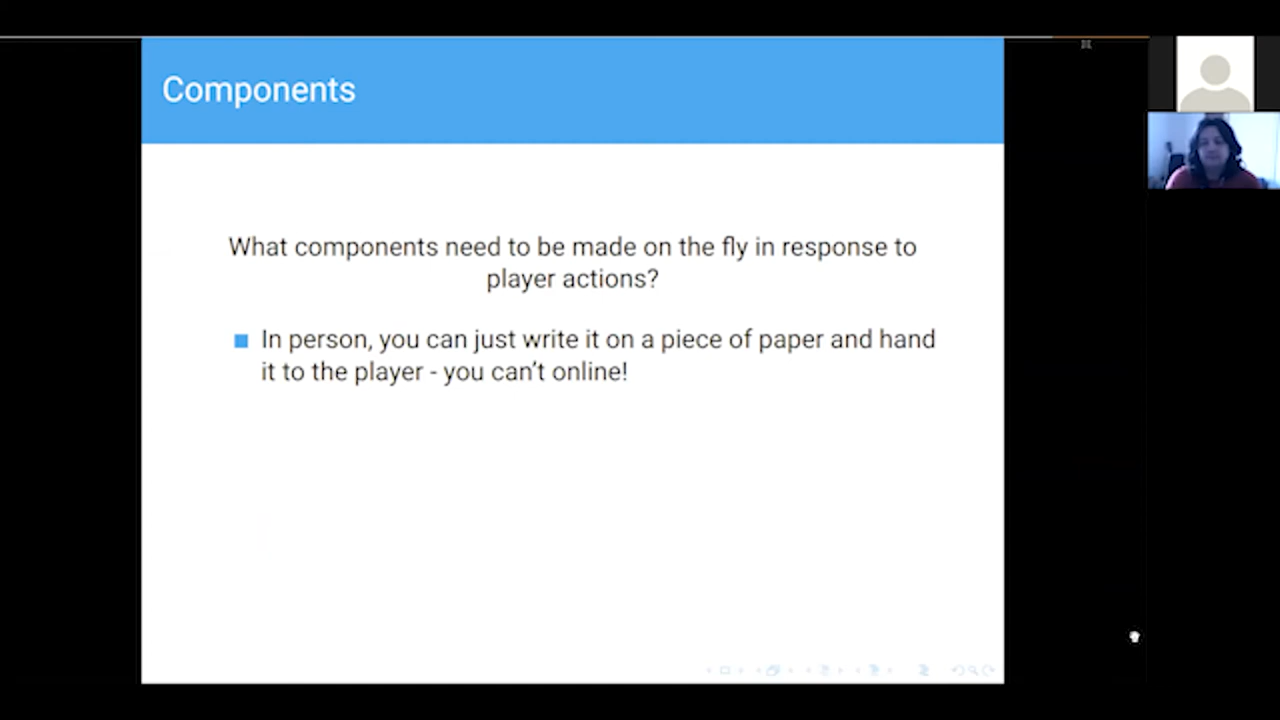 Components
What components need to be made on the fly in response to
player actions?
In person, you can just write it on a piece of paper and hand
it to the player - you can't online!